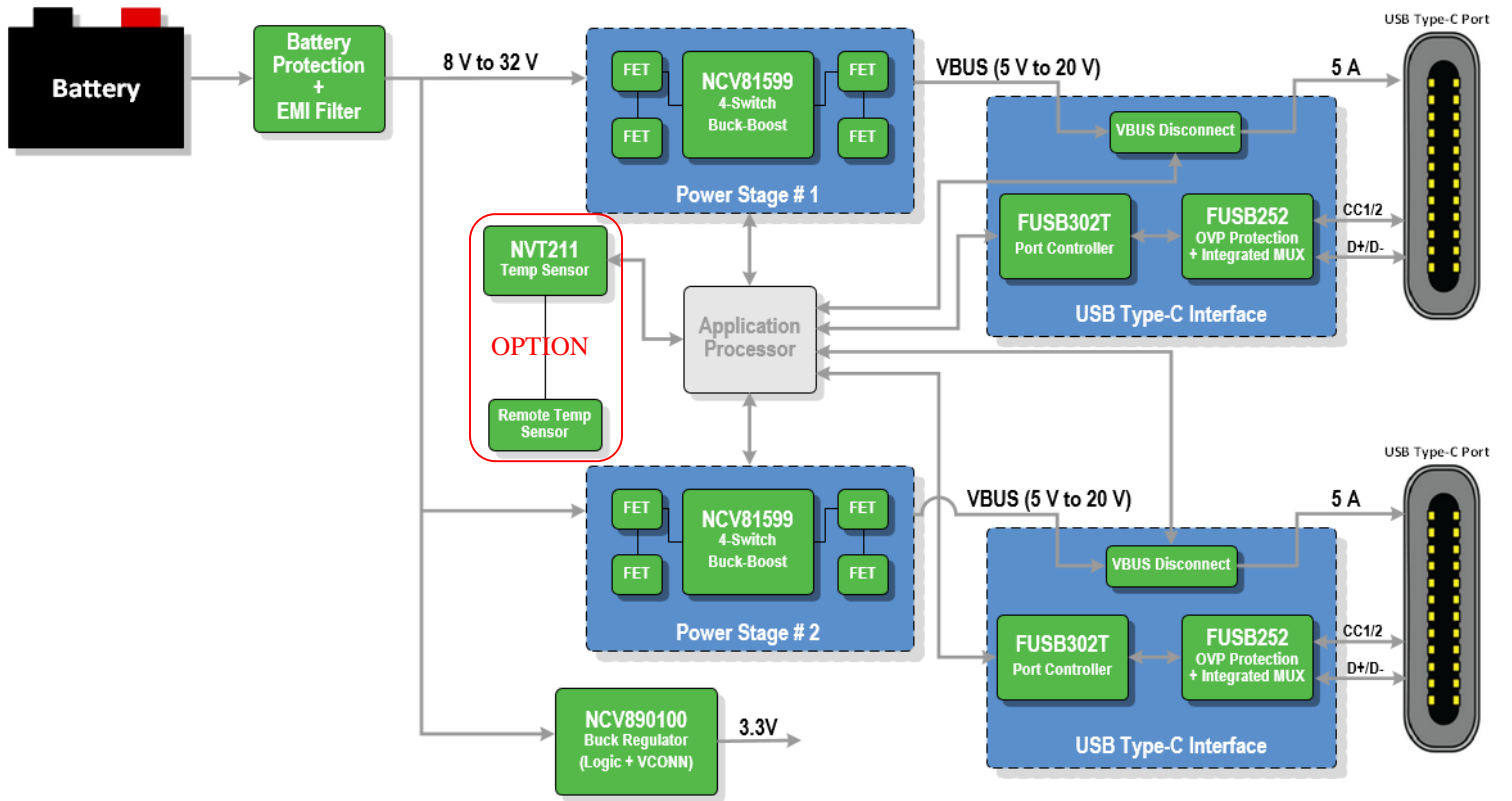 USB Type-C Port
Battery
Battery
Protection
+
EMI Filter
8 V to 32 V
FET
FET
NCV81599
4-Switch
Buck-Boost
FET
FET
Power Stage # 1
VBUS (5 V to 20 V)
5 A
VBUS Disconnect
FUSB302T
Port Controller
FUSB252
OVP Protection
+ Integrated MUX
CC1/2
D+/D-
USB Type-C Interface
NVT211
Temp Sensor
OPTION
Remote Temp
Sensor
Application
Processor
USB Type-C Port
FET
FET
NCV81599
4-Switch
Buck-Boost
FET
FET
Power Stage # 2
VBUS (5 V to 20 V)
5 A
VBUS Disconnect
FUSB302T
Port Controller
FUSB252
OVP Protection
+ Integrated MUX
CC1/2
D+/D-
USB Type-C Interface
NCV890100
Buck Regulator
(Logic + VCONN)
3.3V